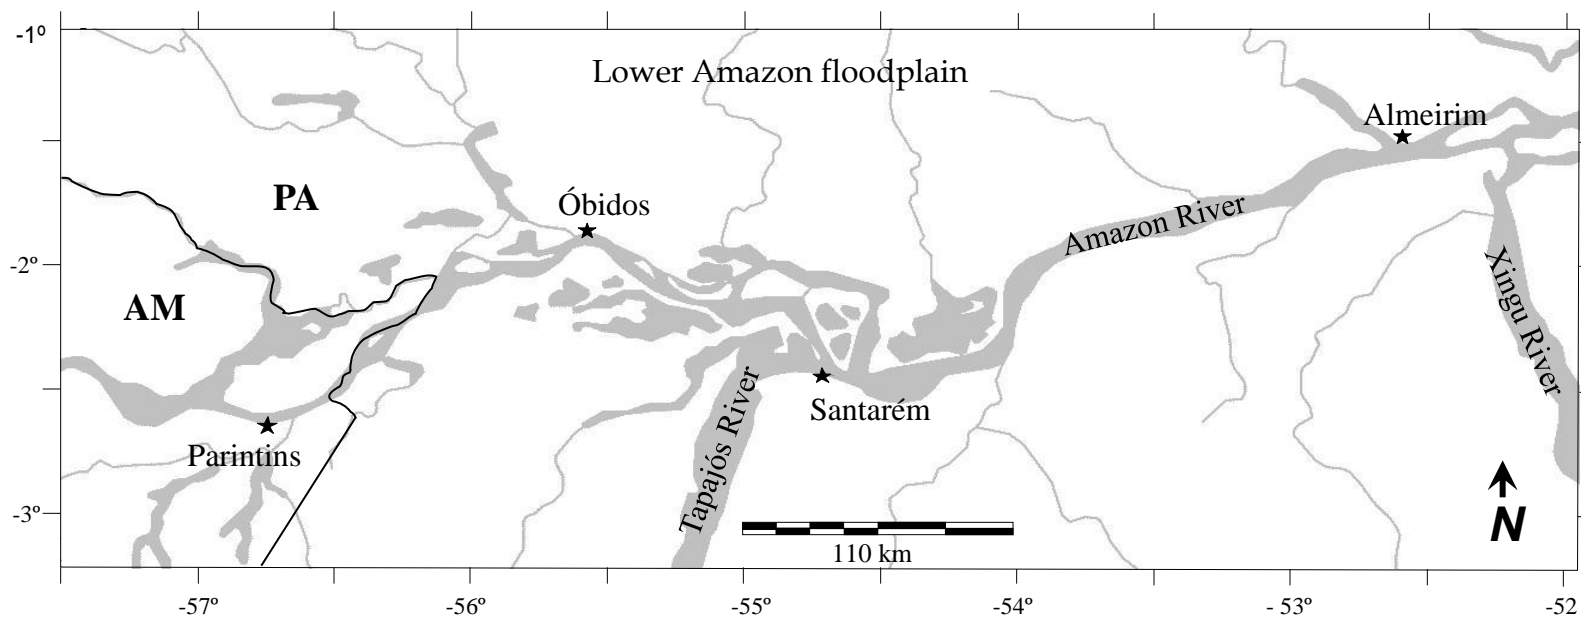 -1º
Lower Amazon floodplain
Almeirim
PA
Óbidos
Amazon River
-2º
AM
Xingu River
Santarém
Parintins
Tapajós River
-3º
110 km
N
-57º
-56º
-55º
-54º
- 53º
-52